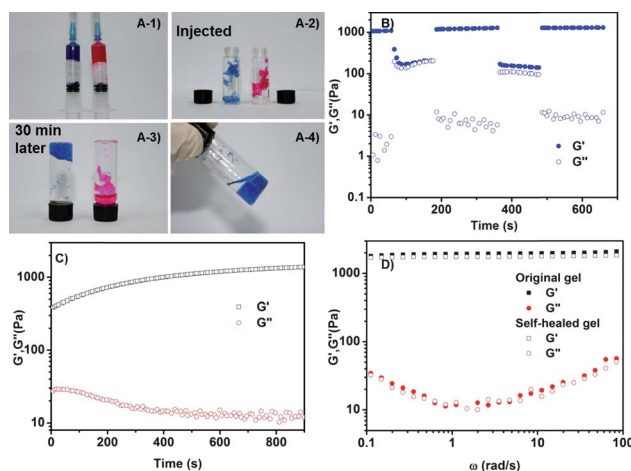 A-1)
A-2)
Injected
30 min
later
A-3)
A-4)
B)
G',G''(Pa)
1000
100
10
1
0.1
G'
G''
0
200
400
600
Time (s)
C)
G',G''(Pa)
1000
100
10
G'
G''
0
200
400
600
800
Time (s)
D)
G',G''(Pa)
1000
100
10
Original gel
G'
G''
Self-healed gel
G'
G''
0.1
1
10
100
ω (rad/s)